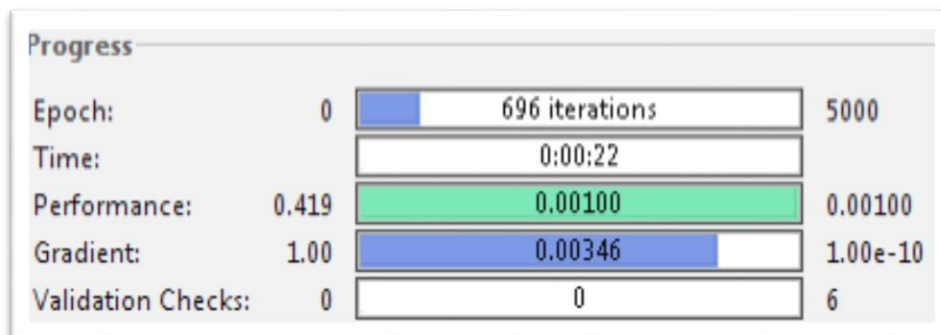 Progress
Epoch: 0 696 iterations 5000
Time: 0:00:22
Performance: 0.419 0.00100 0.00100
Gradient: 1.00 0.00346 1.00e-10
Validation Checks: 0 0 6